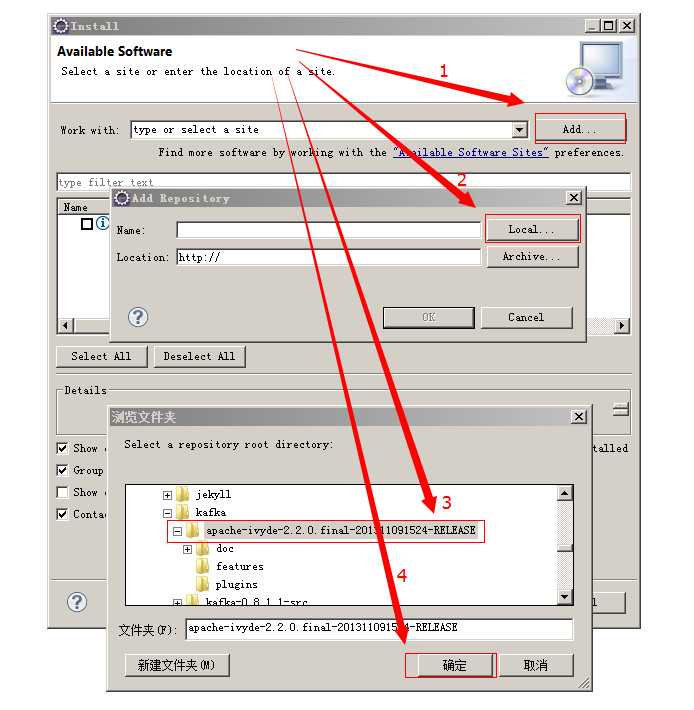 Install
Available Software
Select a site or enter the location of a site.
1
Work with: type or select a site Add...
Find more software by working with the "Available Software Sites" preferences.
2
type filter text
Name
Add Repository
Name: Local...
Location: http:// Archive...
OK Cancel
Select All Deselect All
Details
浏览文件夹
Select a repository root directory:
Show talled
Group
Show
Contac
jekyll
kafka
3
apache-ivyde-2.2.0.final-201311091524-RELEASE
doc
features
plugins
4
kafka-0.8.1.1-src
文件夹(F): apache-ivyde-2.2.0.final-201311091524-RELEASE
新建文件夹(M) 确定 取消